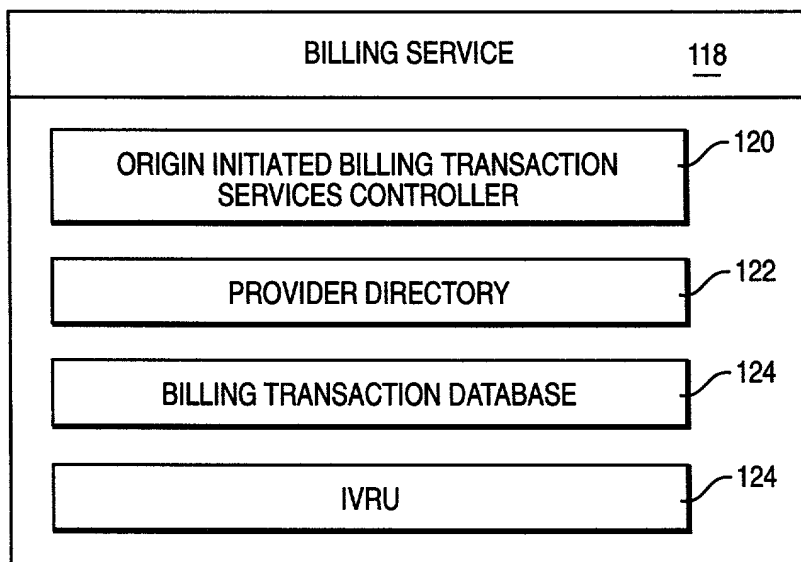 BILLING SERVICE 118
ORIGIN INITIATED BILLING TRANSACTION
SERVICES CONTROLLER
120
PROVIDER DIRECTORY
122
BILLING TRANSACTION DATABASE
124
IVRU
124